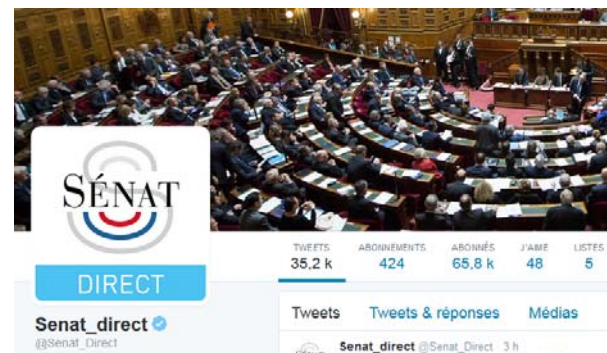 SÉNAT
DIRECT
Senat_direct
@Senat_Direct
TWEETS ABONNEMENTS ABONNÉS J'AIME LISTES
35,2 k 424 65,8 k 48 5
Tweets Tweets & réponses Médias
Senat_direct @Senat_Direct 3 h